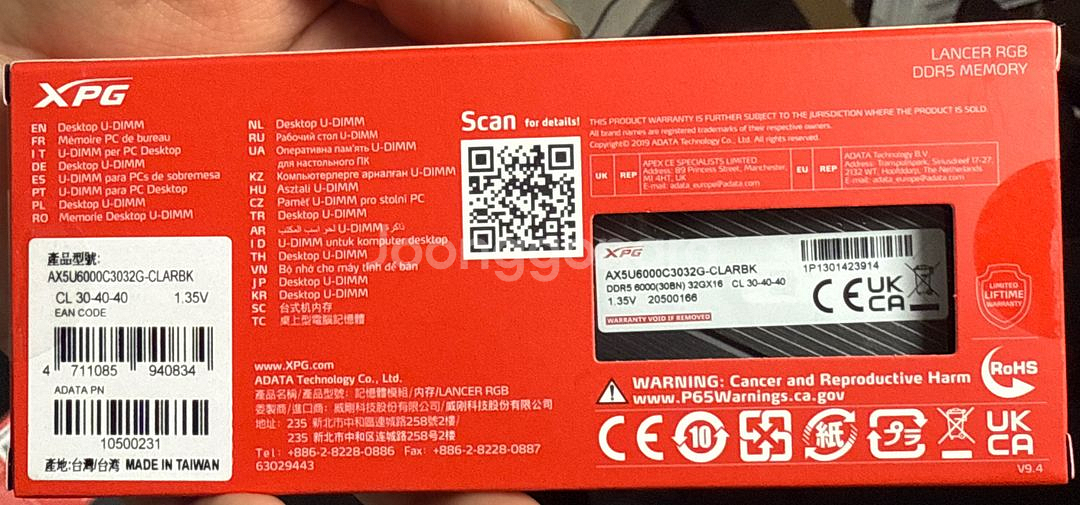 LANCER RGB
DDR5 MEMORY
XPG
EN Desktop U-DIMM
FR Mémoire PC de bureau
IT U-DIMM per PC Desktop
DE Desktop U-DIMM
ES U-DIMM para PCs de sobremesa
PT U-DIMM para PC Desktop
PL Desktop U-DIMM
RO Memorie Desktop U-DIMM
NL Desktop U-DIMM
RU Рабочий стол U-DIMM
UA Оперативна пам'ять U-DIMM
для настольного ПК
KZ Компьютерлерге арналған U-DIMM
HU Asztali U-DIMM
CZ Paměť U-DIMM pro stolní PC
TR Desktop U-DIMM
AR U-DIMM ذاكرة لحواسب المكتب
ID U-DIMM untuk komputer desktop
TH Desktop U-DIMM
VN Bộ nhớ cho máy tính để bàn
JP Desktop U-DIMM
KR Desktop U-DIMM
SC 台式机内存
TC 桌上型電腦記憶體
Scan for details!
THIS PRODUCT WARRANTY IS FURTHER SUBJECT TO THE JURISDICTION WHERE THE PRODUCT IS SOLD.
All brand names are registered trademarks of their respective owners.
Copyright© 2019 ADATA Technology Co., Ltd. All rights reserved.
UK REP
APEX CE SPECIALISTS LIMITED
Address: 89 Princess Street, Manchester,
M1 4HT, UK
E-mail: adata_europe@adata.com
EU REP
ADATA Technology B.V
Address: Transpolispark, Siriusdreef 17-27,
2132 WT, Hoofddorp, The Netherlands
E-mail: adata_europe@adata.com
產品型號:
AX5U6000C3032G-CLARBK
CL 30-40-40 1.35V
EAN CODE
4 711085 940834
ADATA PN
10500231
產地:台灣/台湾 MADE IN TAIWAN
XPG
AX5U6000C3032G-CLARBK
DDR5 6000(30BN) 32GX16 CL 30-40-40
1.35V 20500166
WARRANTY VOID IF REMOVED
1P1301423914
CE UK
CA
LIMITED
LIFETIME
WARRANTY
www.XPG.com
ADATA Technology Co., Ltd.
產品名稱/產品型號: 記憶體模組/内存/LANCER RGB
委製商/進口商: 威剛科技股份有限公司/威剛科技股份有限公司
地址: 235 新北市中和區連城路258號2樓/
235 新北市中和区连城路258号2楼
Tel: +886-2-8228-0886 Fax: +886-2-8228-0887
63029443
WARNING: Cancer and Reproductive Harm
www.P65Warnings.ca.gov
RoHS
CE 10 紙 プラ UK
CA
V9.4